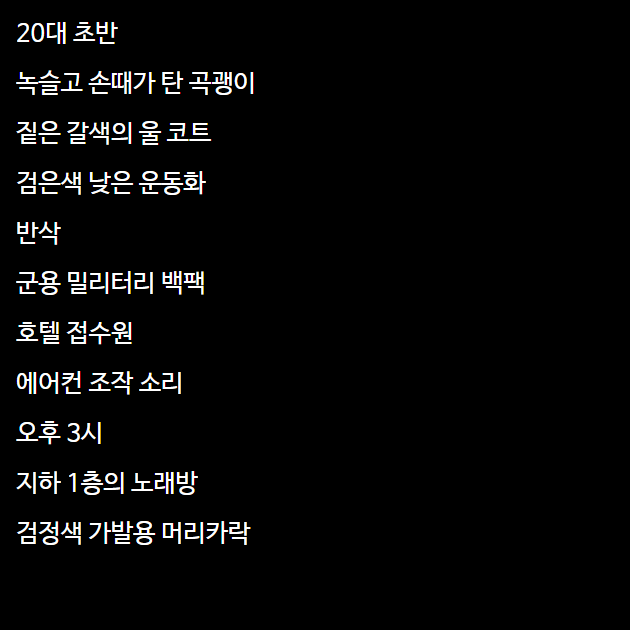 20대 초반
녹슬고 손때가 탄 곡괭이
짙은 갈색의 울 코트
검은색 낮은 운동화
반삭
군용 밀리터리 백팩
호텔 접수원
에어컨 조작 소리
오후 3시
지하 1층의 노래방
검정색 가발용 머리카락